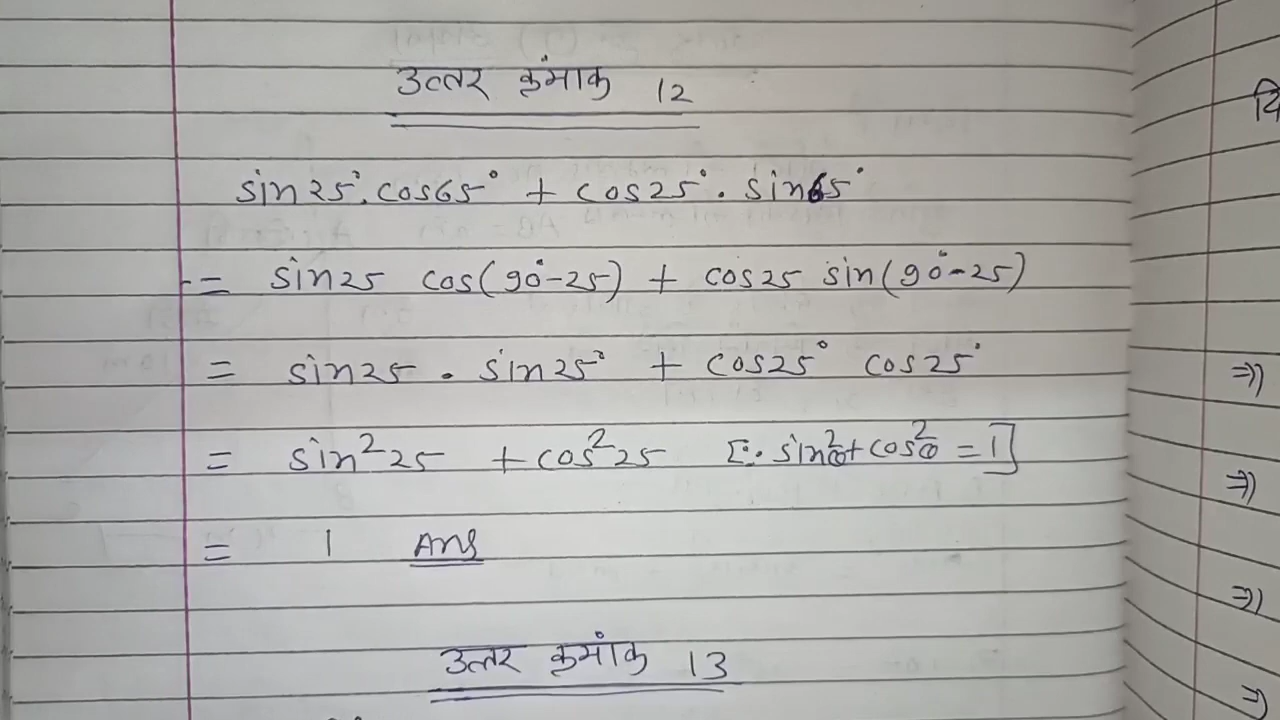 उत्तर क्रंमाक 12
sin25°.cos65° + cos25°.sin65°
= sin25 cos(90°-25) + cos25 sin(90°-25)
= sin25 . sin25° + cos25° cos25°
= sin²25 + cos²25 [∵ sin²θ+cos²θ = 1]
= 1 Ans
उत्तर क्रमांक 13
⇒
⇒
⇒
⇒